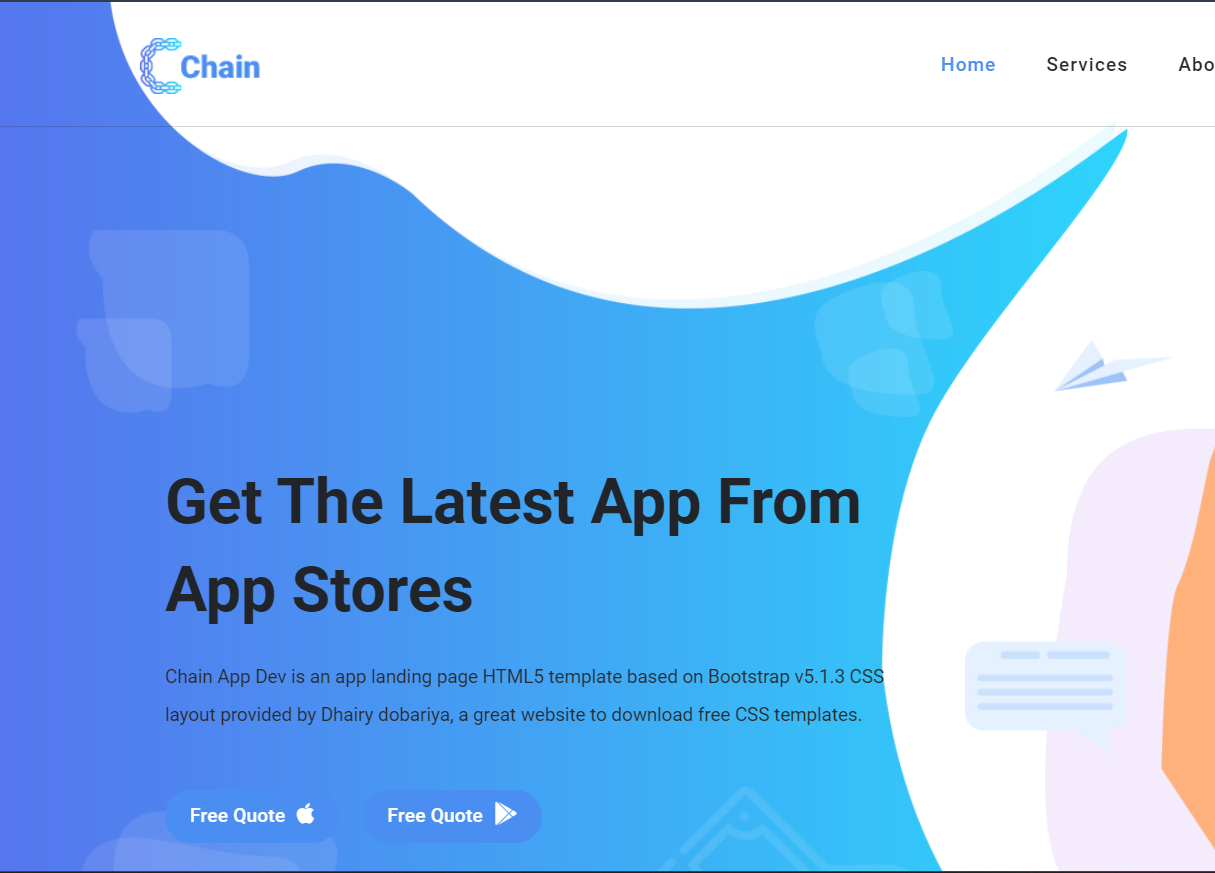 Chain
Home Services Abo
Get The Latest App From
App Stores
Chain App Dev is an app landing page HTML5 template based on Bootstrap v5.1.3 CSS
layout provided by Dhairy dobariya, a great website to download free CSS templates.
Free Quote Free Quote